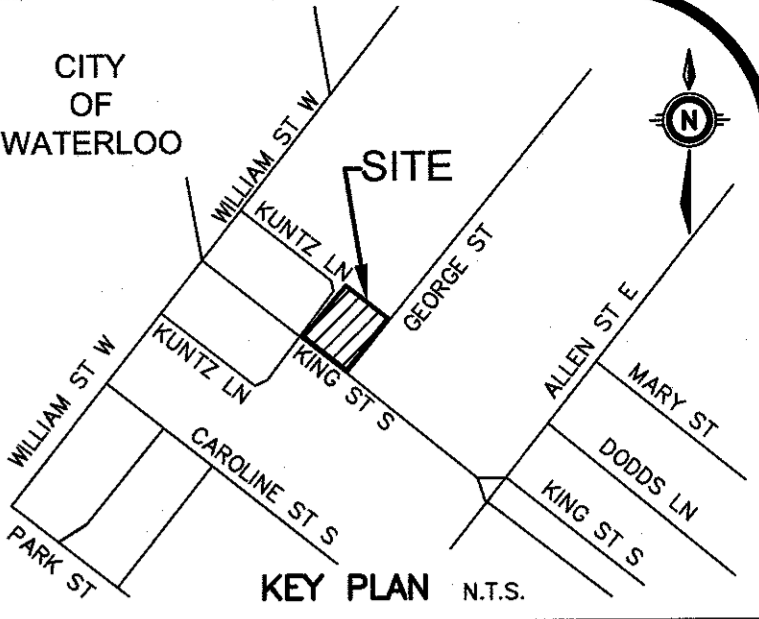 CITY
OF
WATERLOO
N
WILLIAM ST W
SITE
KUNTZ LN
GEORGE ST
KUNTZ LN
KING ST S
ALLEN ST E
MARY ST
WILLIAM ST W
CAROLINE ST S
DODDS LN
KING ST S
PARK ST
KEY PLAN N.T.S.